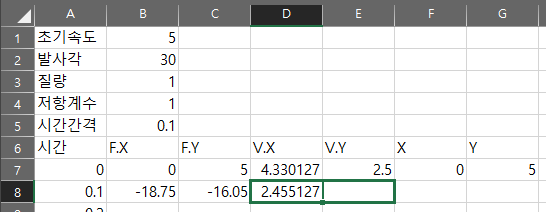 A B C D E F G
1 초기속도 5
2 발사각 30
3 질량 1
4 저항계수 1
5 시간간격 0.1
6 시간 F.X F.Y V.X V.Y X Y
7 0 0 5 4.330127 2.5 0 5
8 0.1 -18.75 -16.05 2.455127